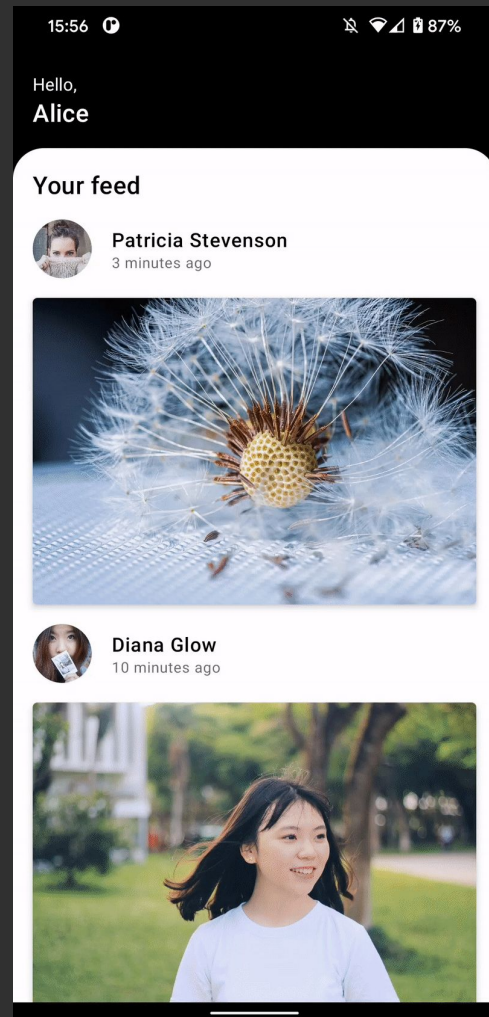 15:56
87%
Hello,
Alice
Your feed
Patricia Stevenson
3 minutes ago
Diana Glow
10 minutes ago